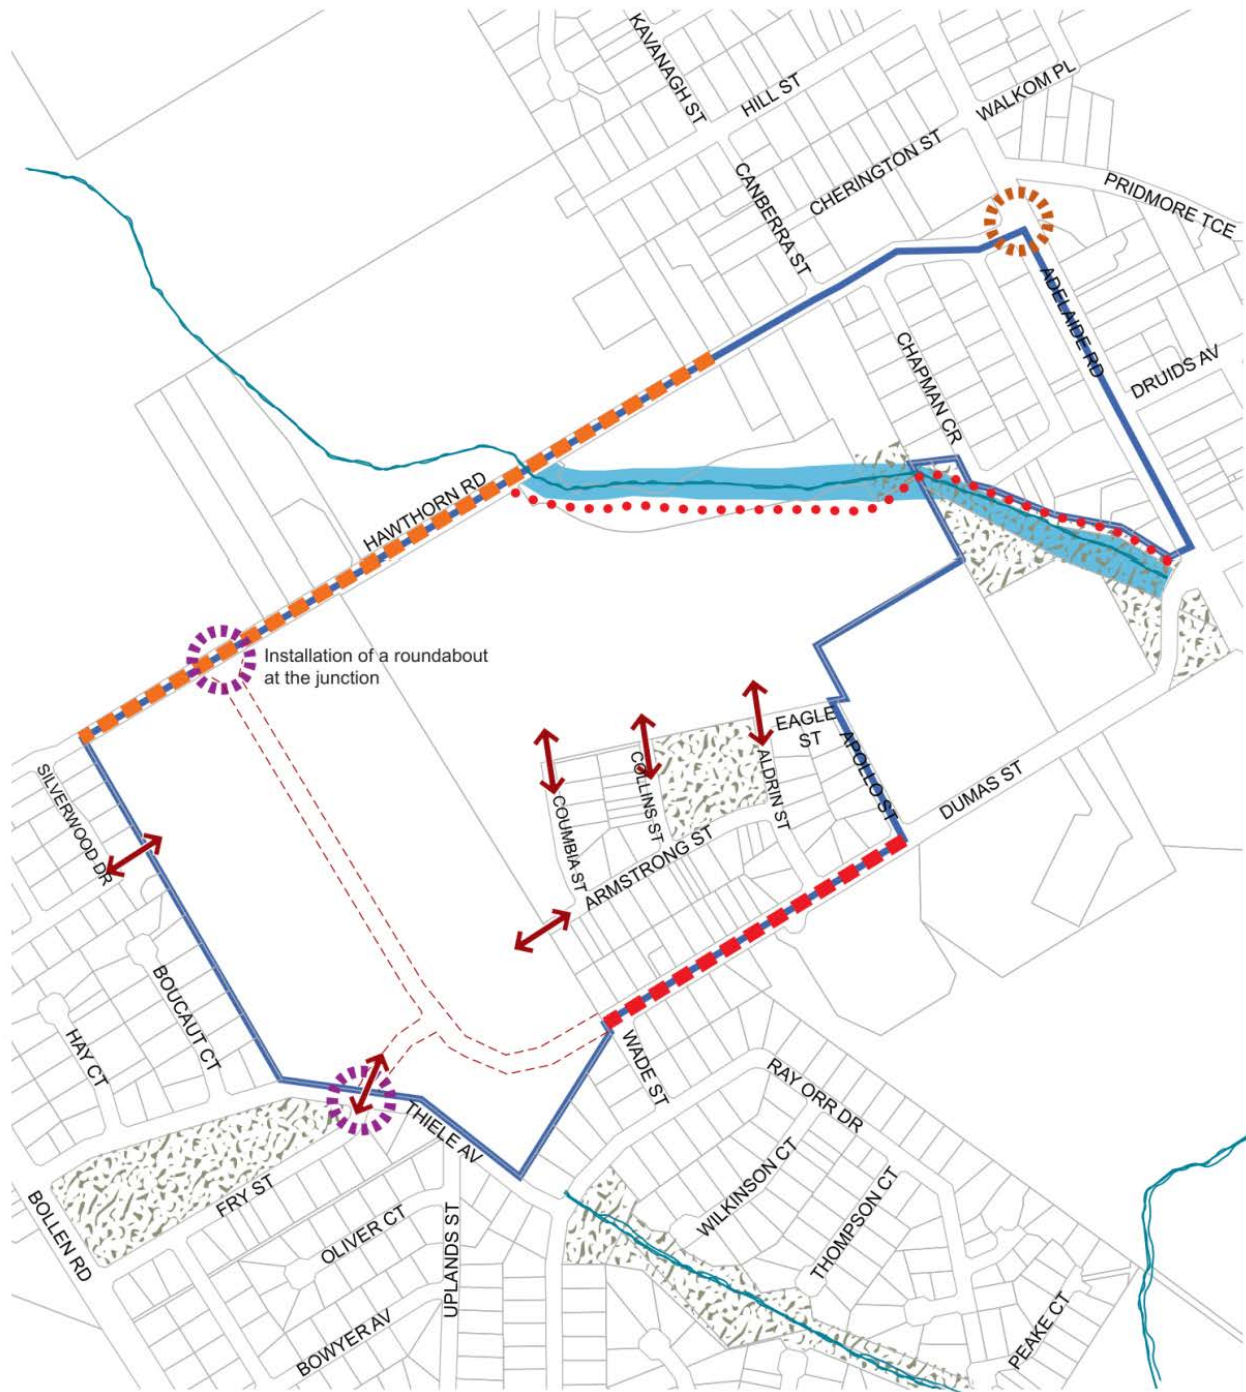 KAVANAGH ST
HILL ST
WALKOM PL
CANBERRA ST
CHERINGTON ST
PRIDMORE TCE
ADELAIDE RD
CHAPMAN CR
DRUIDS AV
HAWTHORN RD
Installation of a roundabout
at the junction
EAGLE
ST
SILVERWOOD DR
COUMBIA ST
COLLINS ST
ALDRIN ST
APOLLO ST
DUMAS ST
ARMSTRONG ST
BOUCAUT CT
HAY CT
WADE ST
RAY ORR DR
THIELE AV
WILKINSON CT
THOMPSON CT
FRY ST
BOLLEN RD
OLIVER CT
UPLANDS ST
BOWYER AV
PEAKE CT